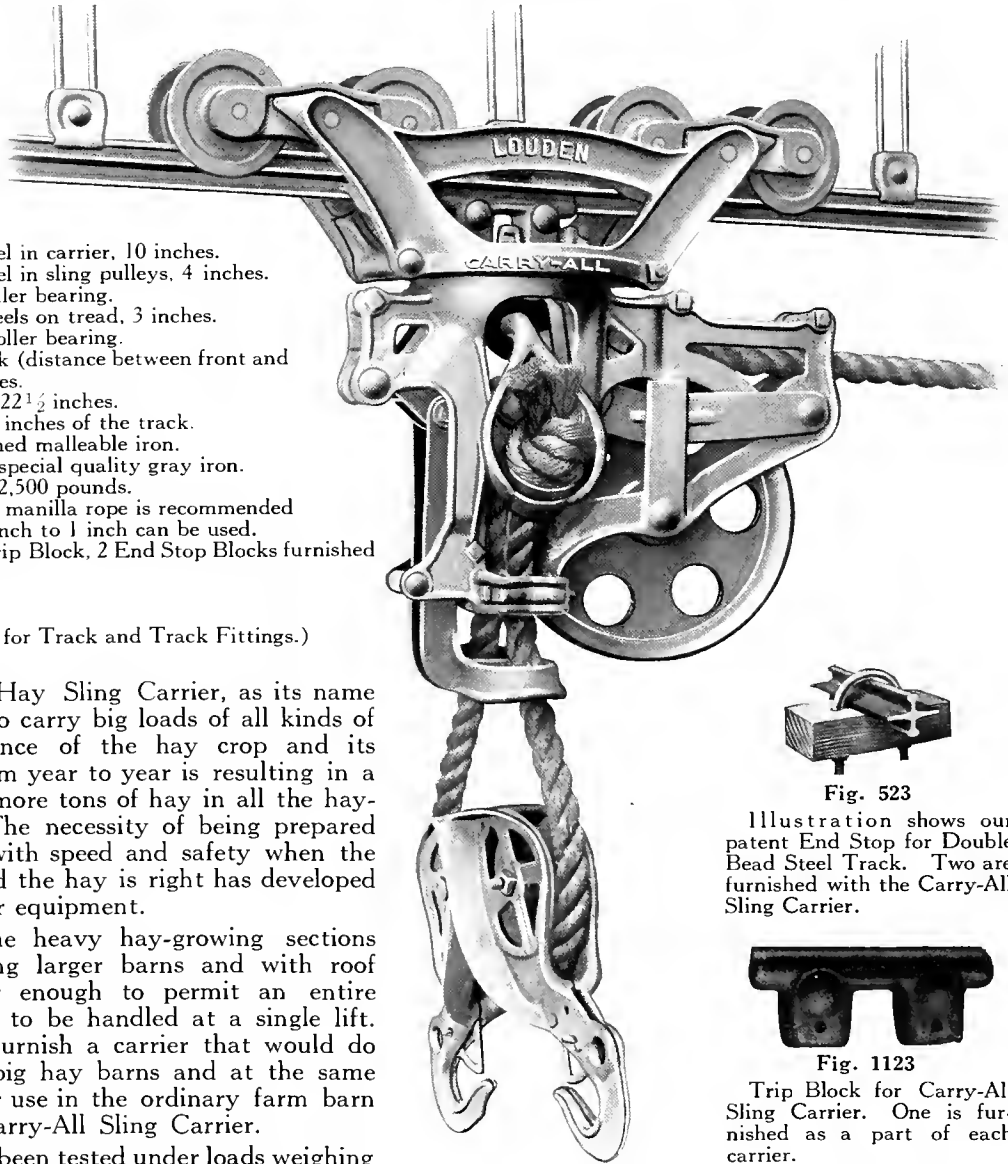 LOUDEN
CARRY-ALL
el in carrier, 10 inches.
el in sling pulleys, 4 inches.
ller bearing.
eels on tread, 3 inches.
oller bearing.
k (distance between front and
es.
22½ inches.
inches of the track.
ned malleable iron.
special quality gray iron.
2,500 pounds.
manilla rope is recommended
nch to 1 inch can be used.
rip Block, 2 End Stop Blocks furnished
for Track and Track Fittings.)
Hay Sling Carrier, as its name
o carry big loads of all kinds of
nce of the hay crop and its
m year to year is resulting in a
more tons of hay in all the hay-
The necessity of being prepared
with speed and safety when the
d the hay is right has developed
r equipment.
ne heavy hay-growing sections
ng larger barns and with roof
enough to permit an entire
to be handled at a single lift.
urnish a carrier that would do
big hay barns and at the same
r use in the ordinary farm barn
arry-All Sling Carrier.
been tested under loads weighing
Fig. 523
Illustration shows our
patent End Stop for Double
Bead Steel Track. Two are
furnished with the Carry-All
Sling Carrier.
Fig. 1123
Trip Block for Carry-Al
Sling Carrier. One is fur-
nished as a part of each
carrier.